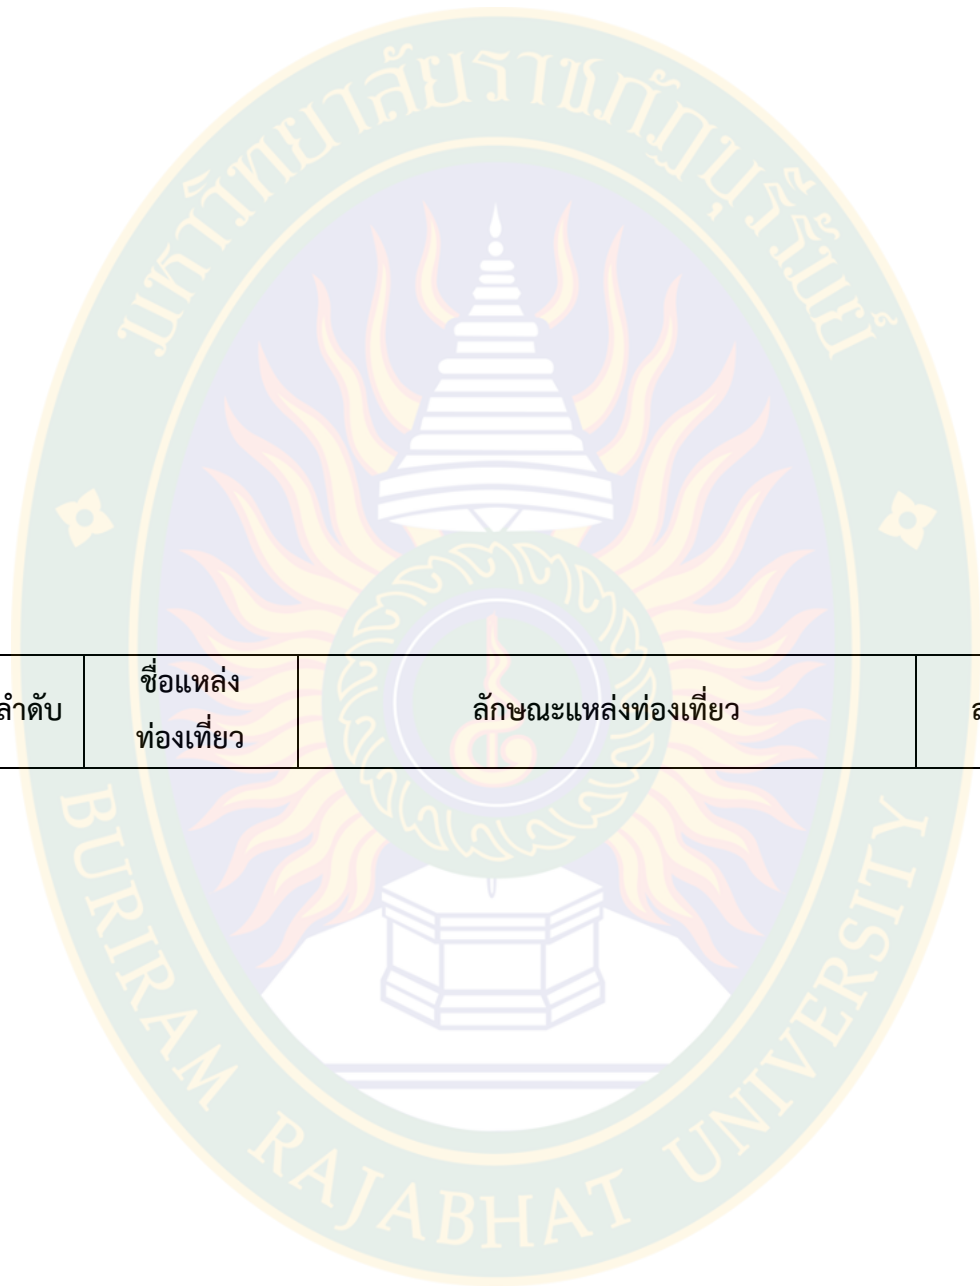 มหาวิทยาลัยราชภัฏบุรีรัมย์
ลำดับ
ชื่อแหล่ง
ท่องเที่ยว
ลักษณะแหล่งท่องเที่ยว
BURIRAM RAJABHAT UNIVERSITY